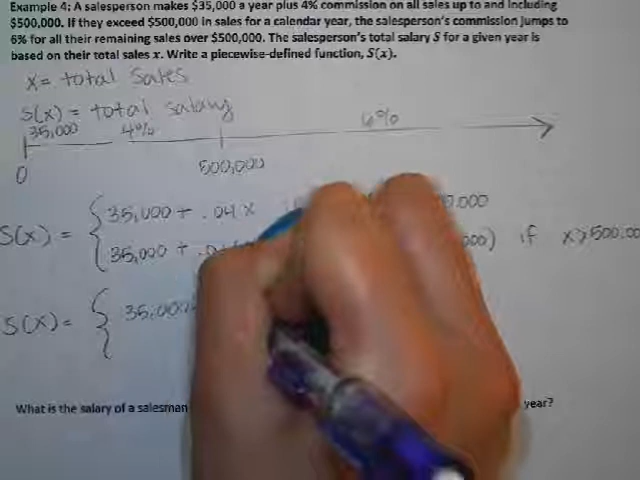 Example 4: A salesperson makes $35,000 a year plus 4% commission on all sales up to and including
$500,000. If they exceed $500,000 in sales for a calendar year, the salesperson's commission jumps to
6% for all their remaining sales over $500,000. The salesperson's total salary S for a given year is
based on their total sales x. Write a piecewise-defined function, S(x).
x = total sales
S(x) = total salary
35,000 4% 6%
0 500,000
S(x) = { 35,000 + .04x 0,000
35,000 + .0 000) if x > 500,00
S(x) = { 35,000
What is the salary of a salesman year?